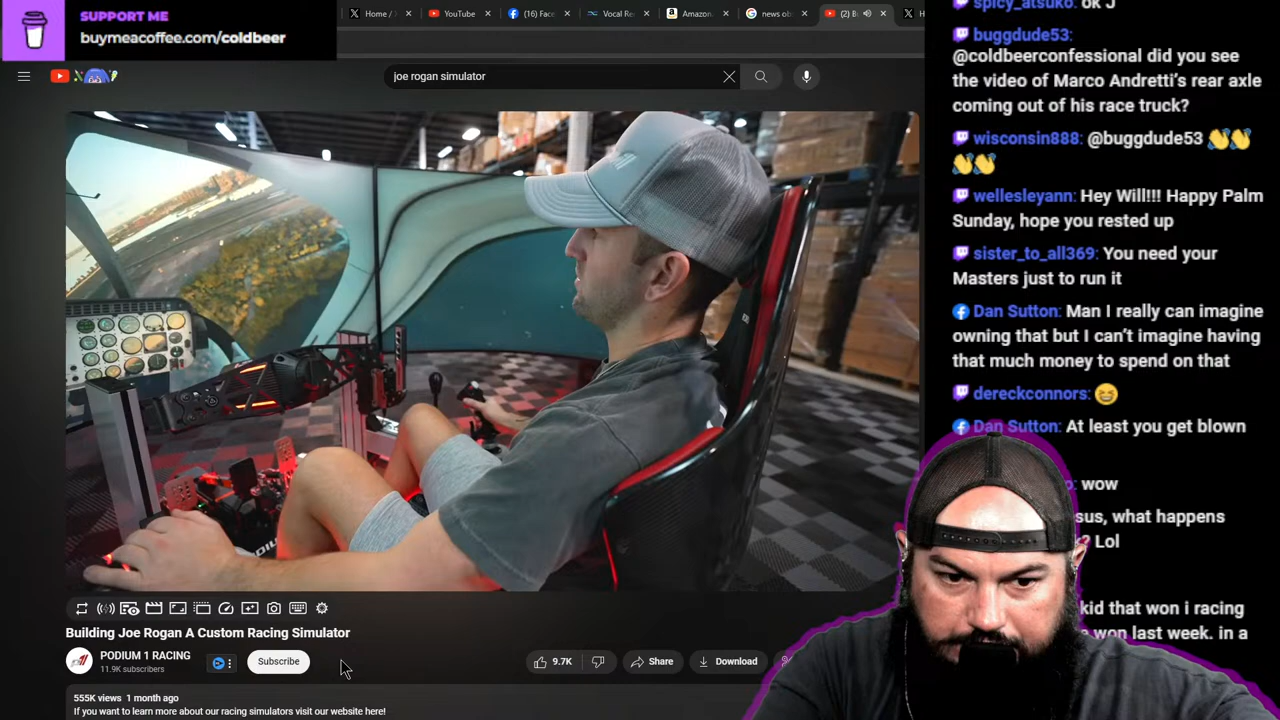 SUPPORT ME
buymeacoffee.com/coldbeer
Home /
YouTube
(16) Face
Vocal Re
Amazon.
news ob
(2) B
H
joe rogan simulator
Building Joe Rogan A Custom Racing Simulator
PODIUM 1 RACING
11.9K subscribers
Subscribe
9.7K
Share
Download
555K views 1 month ago
If you want to learn more about our racing simulators visit our website here!
spicy_atsuko: ok J
buggdude53:
@coldbeerconfessional did you see
the video of Marco Andretti's rear axle
coming out of his race truck?
wisconsin888: @buggdude53
wellesleyann: Hey Will!!! Happy Palm
Sunday, hope you rested up
sister_to_all369: You need your
Masters just to run it
Dan Sutton: Man I really can imagine
owning that but I can't imagine having
that much money to spend on that
dereckconnors:
Dan Sutton: At least you get blown
wow
sus, what happens
? Lol
kid that won i racing
won last week. in a